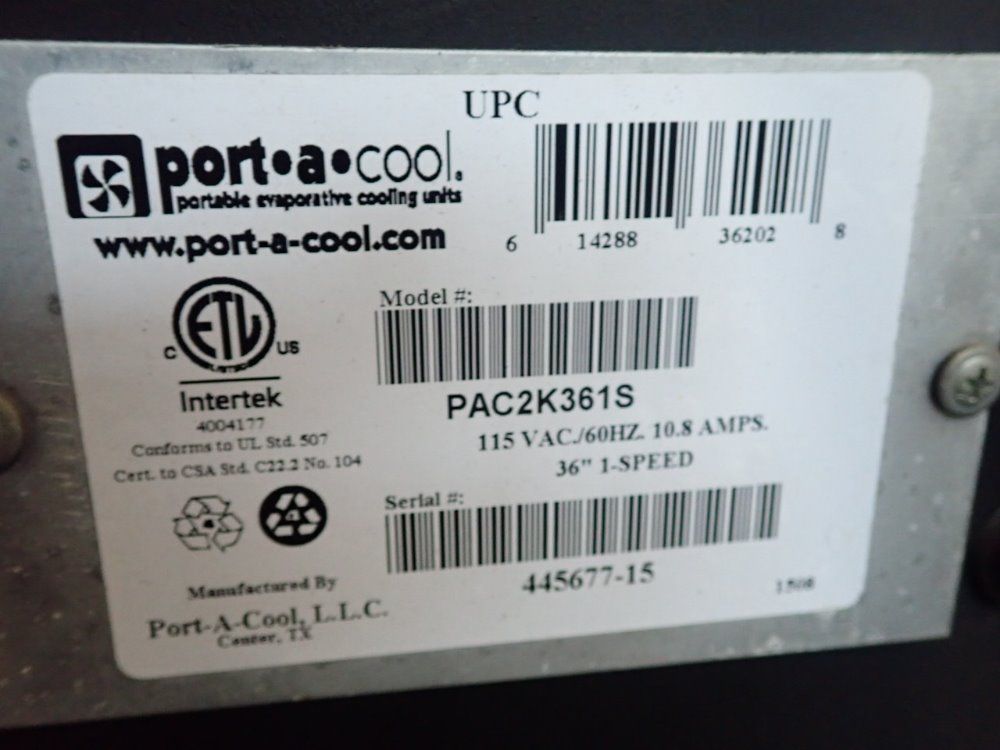 UPC
port•a•cool.
portable evaporative cooling units
www.port-a-cool.com
6 14288 36202 8
Model #:
PAC2K361S
115 VAC./60HZ. 10.8 AMPS.
36" 1-SPEED
C ETL US
LISTED
Intertek
4004177
Conforms to UL Std. 507
Cert. to CSA Std. C22.2 No. 104
Serial #:
445677-15
Manufactured By
Port-A-Cool, L.L.C.
Center, TX